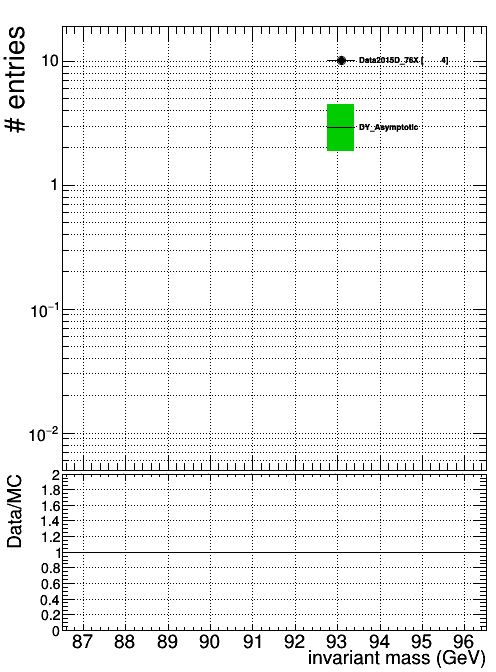 # entries
10
Data2015D_76X [ 4]
DY_Asymptotic
1
10⁻¹
10⁻²
Data/MC
2
1.8
1.6
1.4
1.2
1
0.8
0.6
0.4
0.2
0
87 88 89 90 91 92 93 94 95 96
invariant mass (GeV)